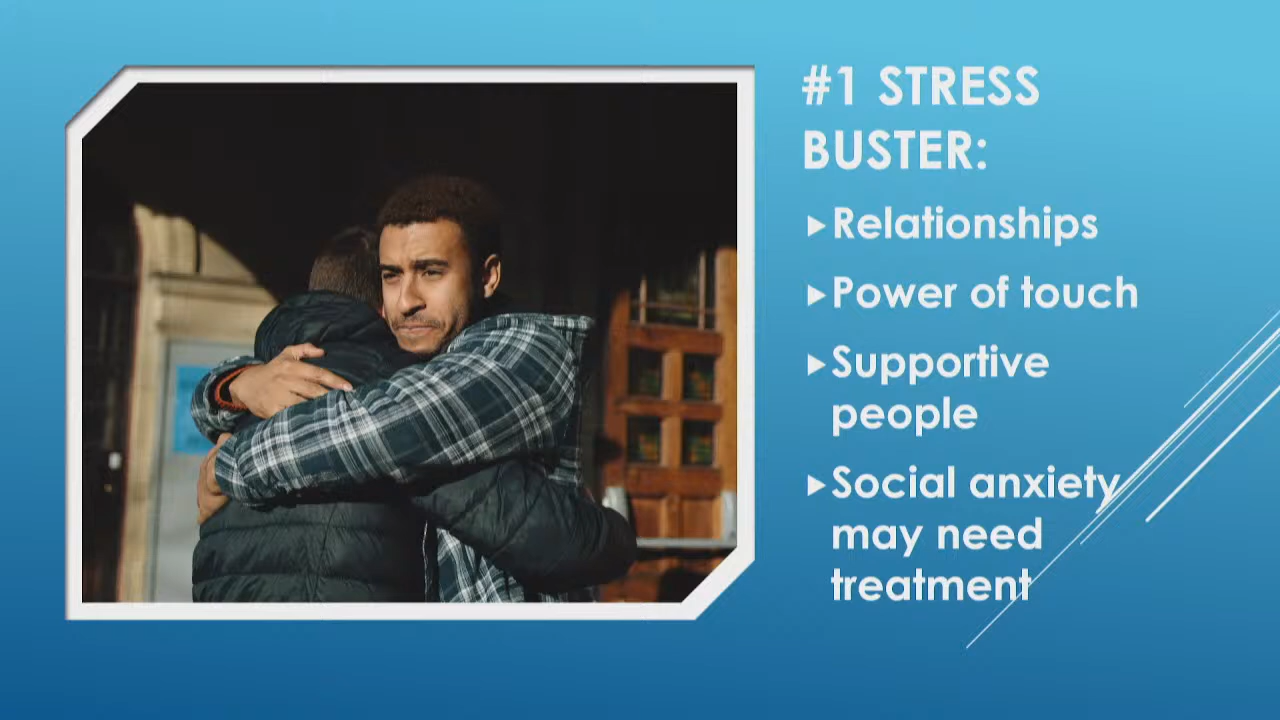 #1 STRESS
BUSTER:
Relationships
Power of touch
Supportive
people
Social anxiety
may need
treatment